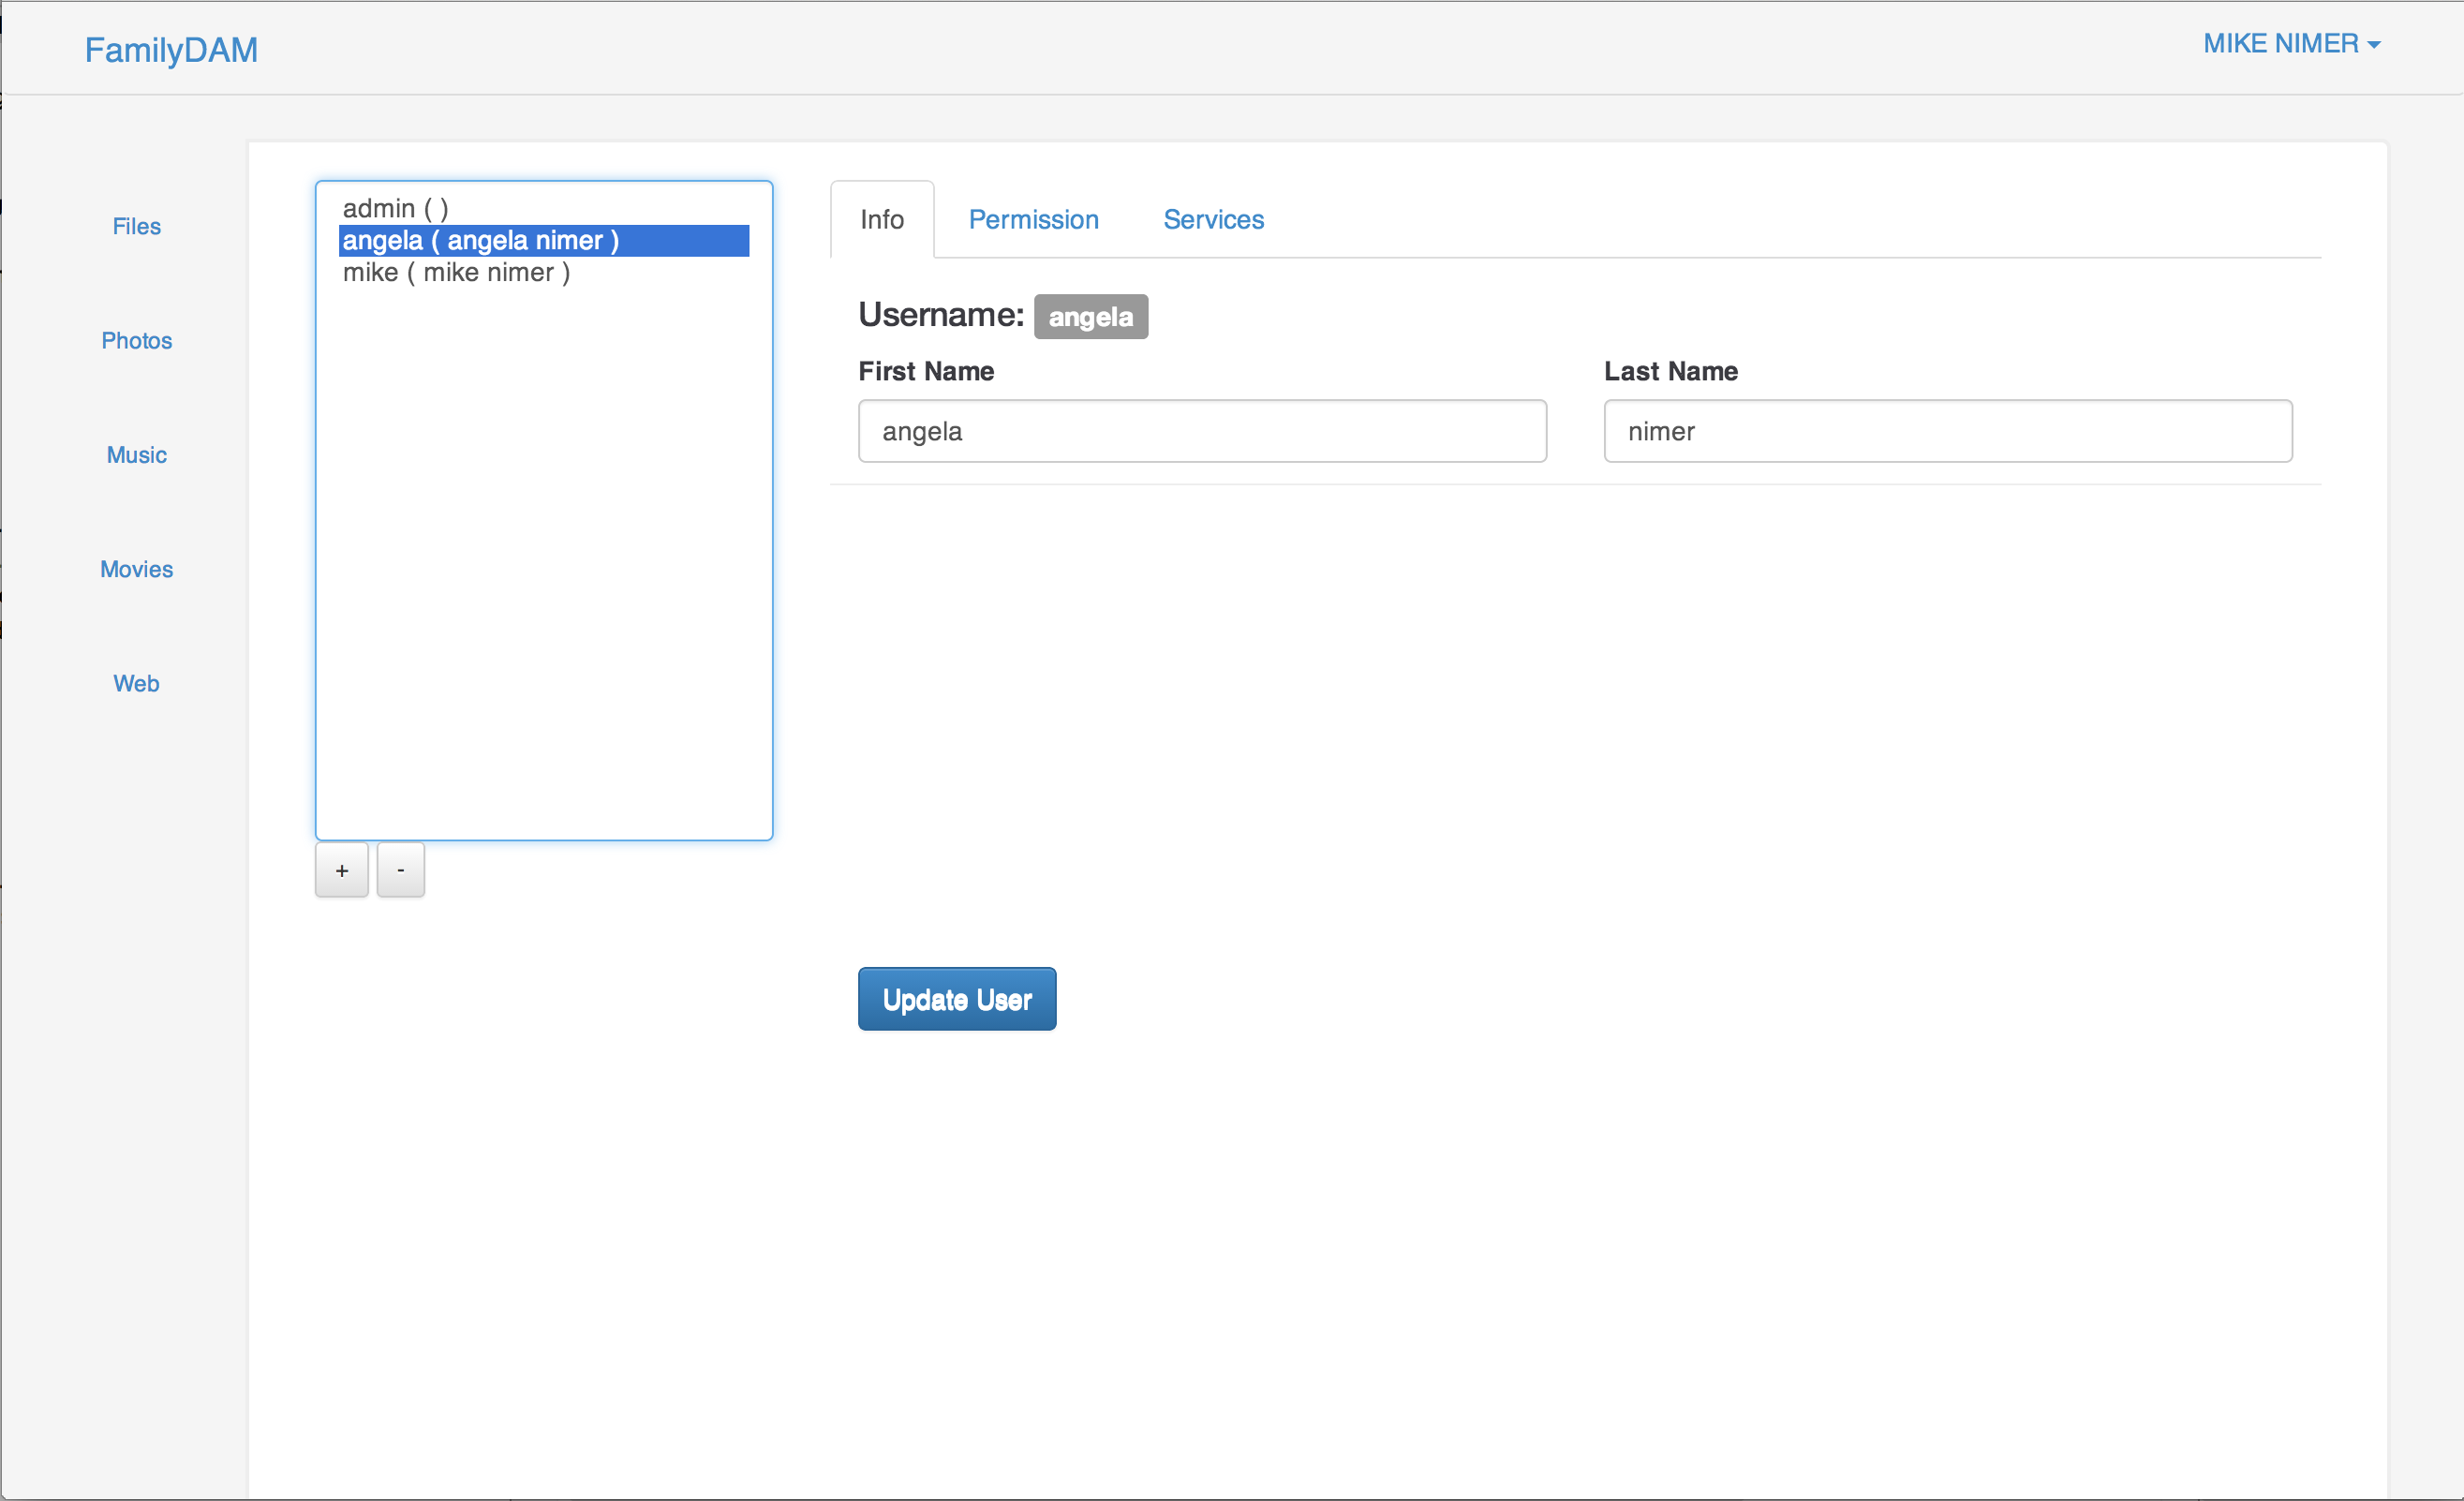 FamilyDAM
MIKE NIMER
Files
Photos
Music
Movies
Web
admin ( )
angela ( angela nimer )
mike ( mike nimer )
+
-
Info
Permission
Services
Username: angela
First Name
Last Name
angela
nimer
Update User